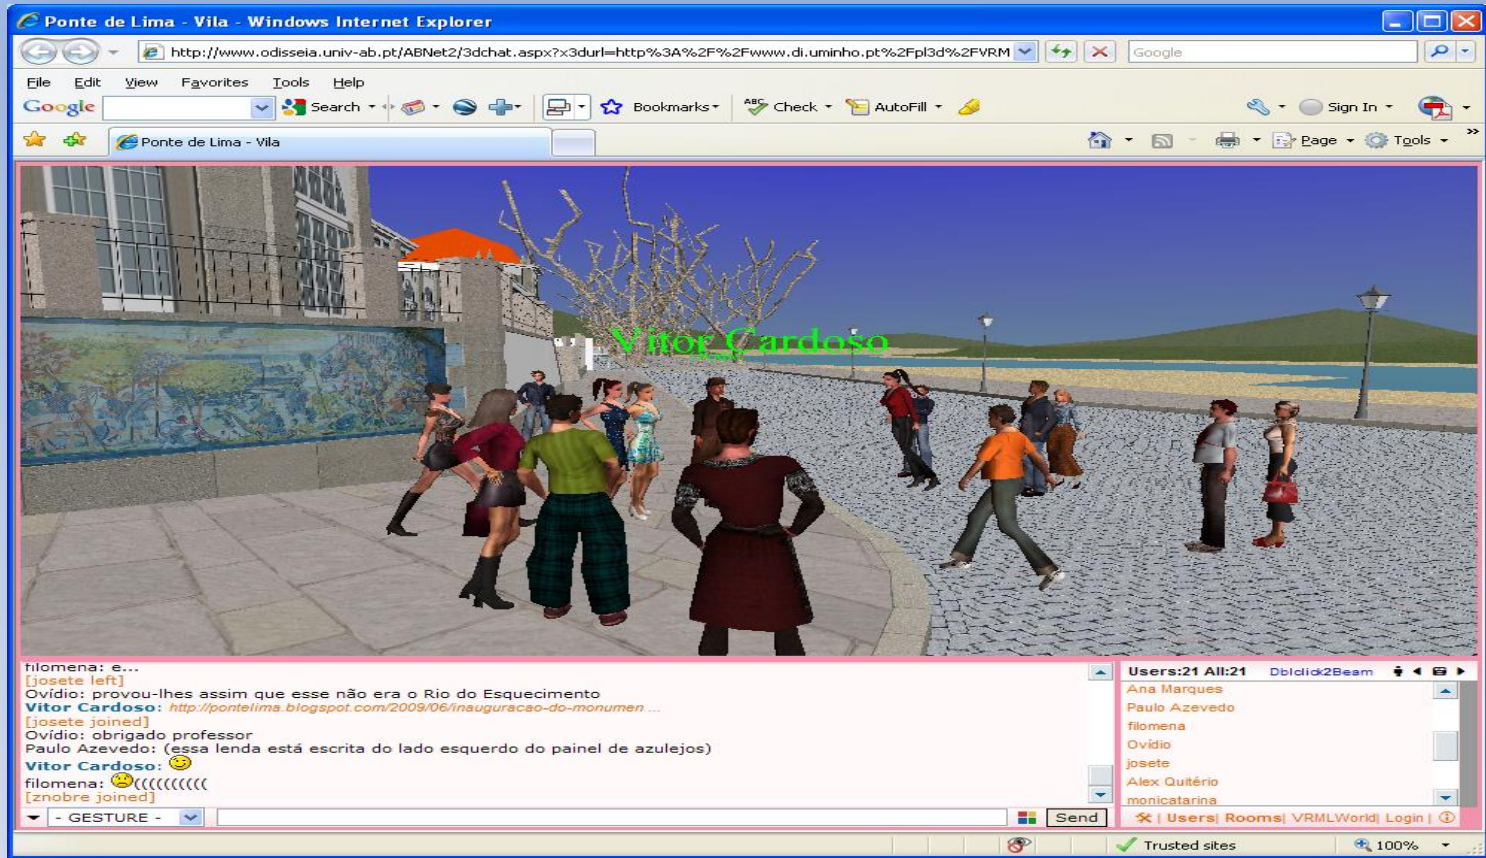 Ponte de Lima - Vila - Windows Internet Explorer
http://www.odisseia.univ-ab.pt/ABNet2/3dchat.aspx?x3durl=http%3A%2F%2Fwww.di.uminho.pt%2Fpl3d%2FVRM
Google
File Edit View Favorites Tools Help
Google Search Bookmarks ABC Check AutoFill Sign In
Ponte de Lima - Vila
Page Tools »
Vitor Cardoso
filomena: e...
[josete left]
Ovídio: provou-lhes assim que esse não era o Rio do Esquecimento
Vitor Cardoso: http://pontelima.blogspot.com/2009/06/inauguracao-do-monumen ...
[josete joined]
Ovídio: obrigado professor
Paulo Azevedo: (essa lenda está escrita do lado esquerdo do painel de azulejos)
Vitor Cardoso:
filomena: ((((((((((
[znobre joined]
- GESTURE - Send
Users:21 All:21 Dblclick2Beam
Ana Marques
Paulo Azevedo
filomena
Ovídio
josete
Alex Quitério
monicatarina
| Users| Rooms| VRMLWorld| Login |
Trusted sites 100%